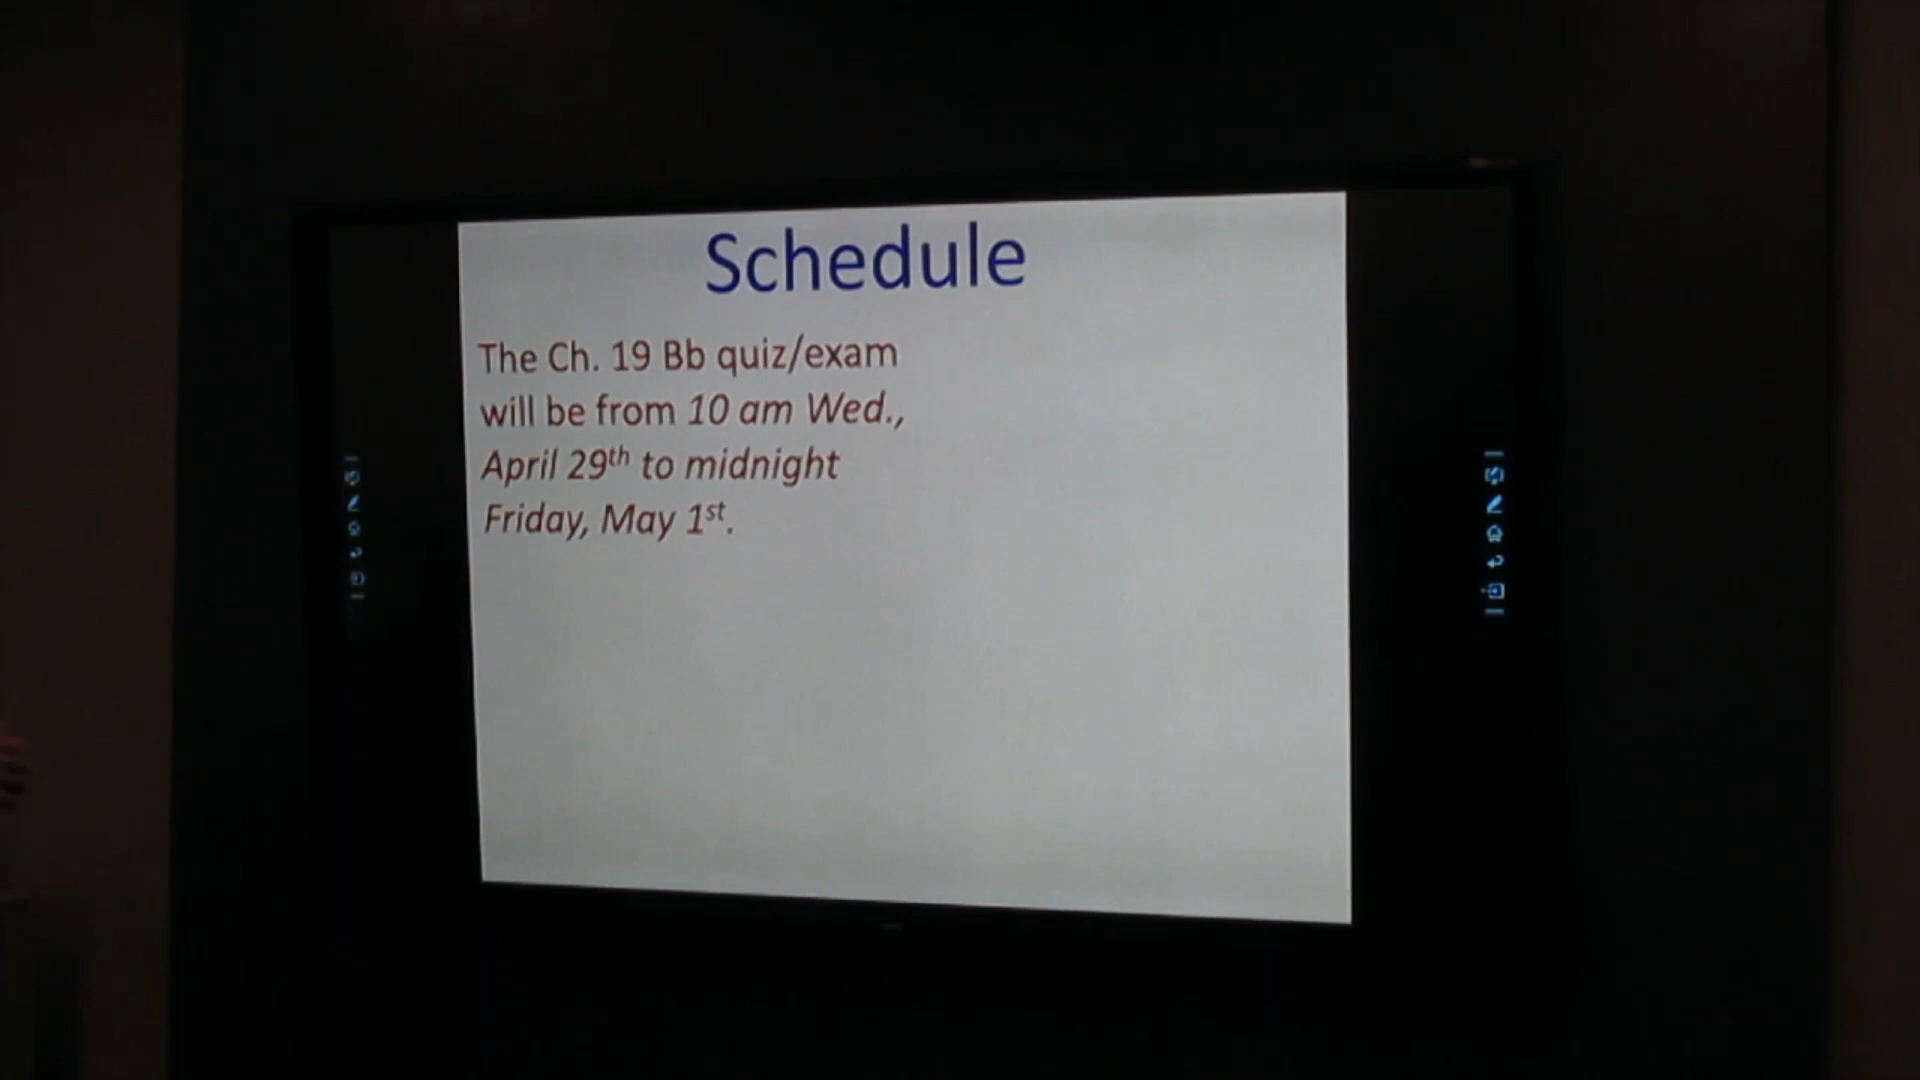 Schedule
The Ch. 19 Bb quiz/exam
will be from 10 am Wed.,
April 29th to midnight
Friday, May 1st.